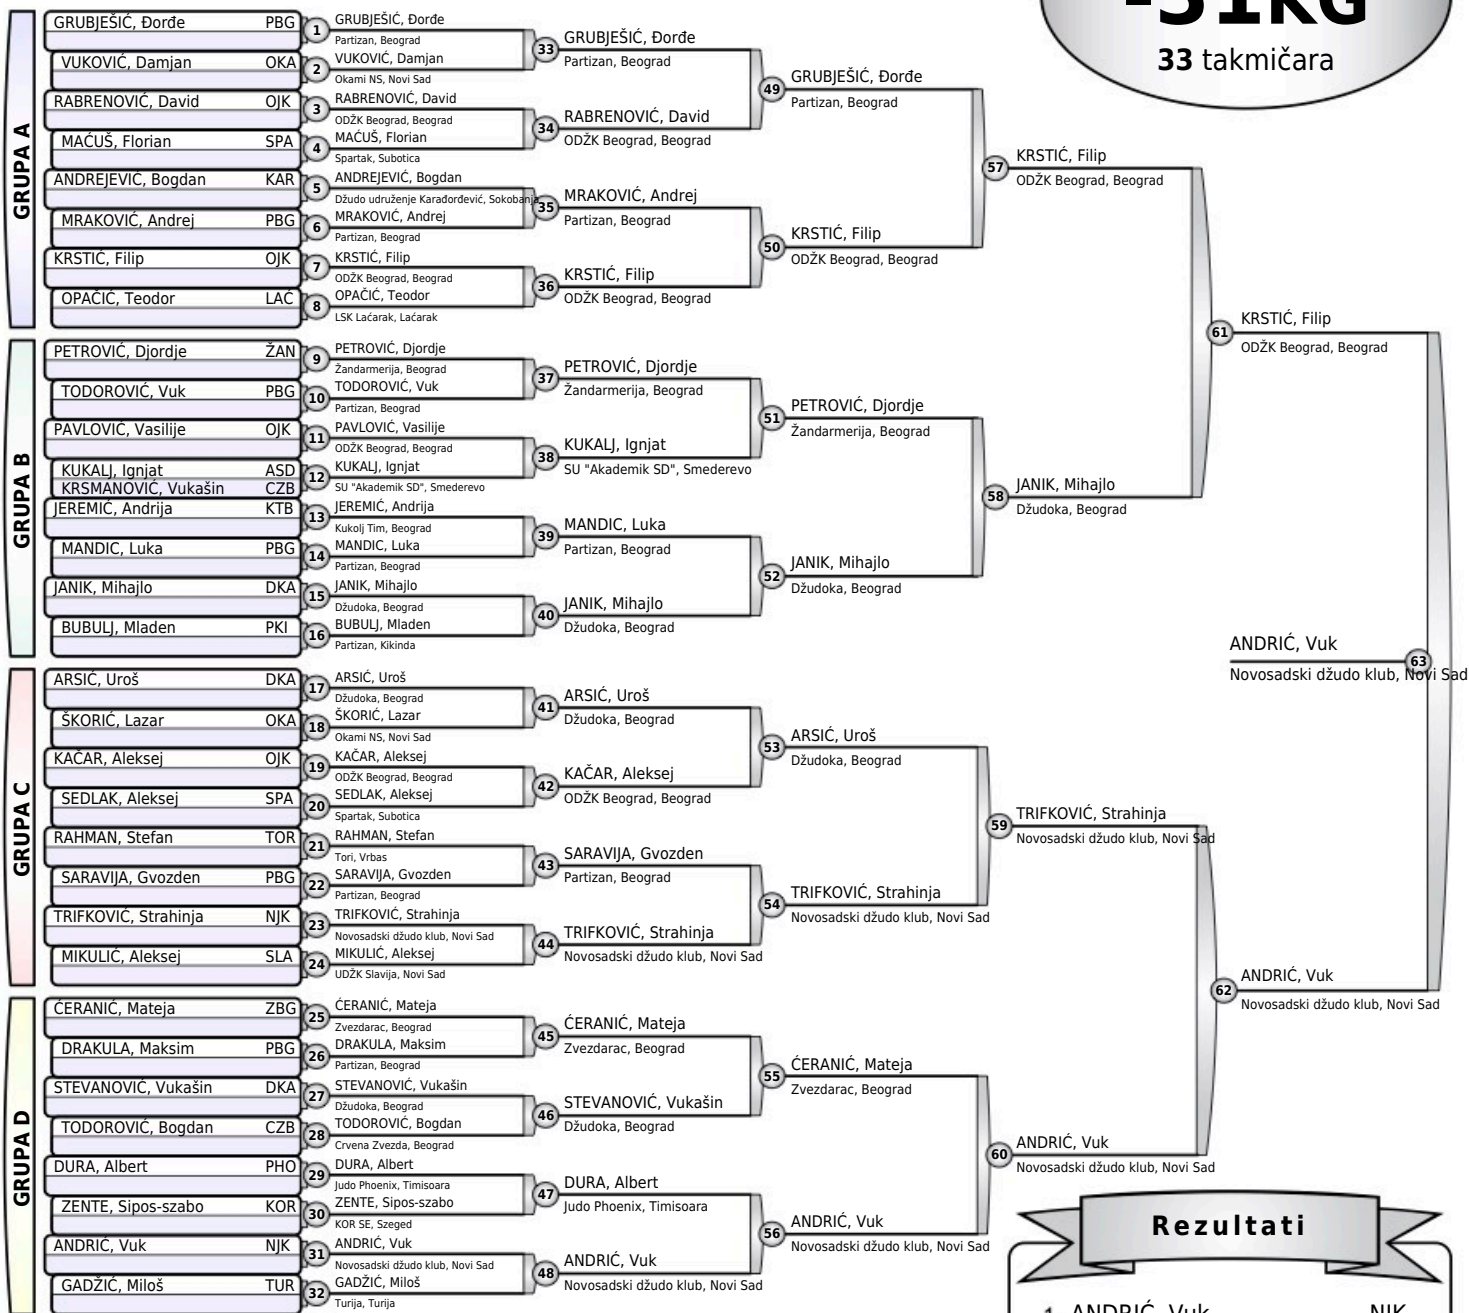 -51KG
33 takmičara
GRUPA A
GRUBJEŠIĆ, Đorđe PBG
VUKOVIĆ, Damjan OKA
RABRENOVIĆ, David OJK
MAĆUŠ, Florian SPA
ANDREJEVIĆ, Bogdan KAR
MRAKOVIĆ, Andrej PBG
KRSTIĆ, Filip OJK
OPAČIĆ, Teodor LAĆ
GRUPA B
PETROVIĆ, Djordje ŽAN
TODOROVIĆ, Vuk PBG
PAVLOVIĆ, Vasilije OJK
KUKALJ, Ignjat ASD
KRSMANOVIĆ, Vukašin CZB
JEREMIĆ, Andrija KTB
MANDIC, Luka PBG
JANIK, Mihajlo DKA
BUBULJ, Mladen PKI
GRUPA C
ARSIĆ, Uroš DKA
ŠKORIĆ, Lazar OKA
KAČAR, Aleksej OJK
SEDLAK, Aleksej SPA
RAHMAN, Stefan TOR
SARAVIJA, Gvozden PBG
TRIFKOVIĆ, Strahinja NJK
MIKULIĆ, Aleksej SLA
GRUPA D
ĆERANIĆ, Mateja ZBG
DRAKULA, Maksim PBG
STEVANOVIĆ, Vukašin DKA
TODOROVIĆ, Bogdan CZB
DURA, Albert PHO
ZENTE, Sipos-szabo KOR
ANDRIĆ, Vuk NJK
GADŽIĆ, Miloš TUR
1 GRUBJEŠIĆ, Đorđe
Partizan, Beograd
2 VUKOVIĆ, Damjan
Okami NS, Novi Sad
3 RABRENOVIĆ, David
ODŽK Beograd, Beograd
4 MAĆUŠ, Florian
Spartak, Subotica
5 ANDREJEVIĆ, Bogdan
Džudo udruženje Karađorđević, Sokobanja
6 MRAKOVIĆ, Andrej
Partizan, Beograd
7 KRSTIĆ, Filip
ODŽK Beograd, Beograd
8 OPAČIĆ, Teodor
LSK Laćarak, Laćarak
9 PETROVIĆ, Djordje
Žandarmerija, Beograd
10 TODOROVIĆ, Vuk
Partizan, Beograd
11 PAVLOVIĆ, Vasilije
ODŽK Beograd, Beograd
12 KUKALJ, Ignjat
SU "Akademik SD", Smederevo
13 JEREMIĆ, Andrija
Kukolj Tim, Beograd
14 MANDIC, Luka
Partizan, Beograd
15 JANIK, Mihajlo
Džudoka, Beograd
16 BUBULJ, Mladen
Partizan, Kikinda
17 ARSIĆ, Uroš
Džudoka, Beograd
18 ŠKORIĆ, Lazar
Okami NS, Novi Sad
19 KAČAR, Aleksej
ODŽK Beograd, Beograd
20 SEDLAK, Aleksej
Spartak, Subotica
21 RAHMAN, Stefan
Tori, Vrbas
22 SARAVIJA, Gvozden
Partizan, Beograd
23 TRIFKOVIĆ, Strahinja
Novosadski džudo klub, Novi Sad
24 MIKULIĆ, Aleksej
UDŽK Slavija, Novi Sad
25 ĆERANIĆ, Mateja
Zvezdarac, Beograd
26 DRAKULA, Maksim
Partizan, Beograd
27 STEVANOVIĆ, Vukašin
Džudoka, Beograd
28 TODOROVIĆ, Bogdan
Crvena Zvezda, Beograd
29 DURA, Albert
Judo Phoenix, Timisoara
30 ZENTE, Sipos-szabo
KOR SE, Szeged
31 ANDRIĆ, Vuk
Novosadski džudo klub, Novi Sad
32 GADŽIĆ, Miloš
Turija, Turija
33 GRUBJEŠIĆ, Đorđe
Partizan, Beograd
34 RABRENOVIĆ, David
ODŽK Beograd, Beograd
35 MRAKOVIĆ, Andrej
Partizan, Beograd
36 KRSTIĆ, Filip
ODŽK Beograd, Beograd
37 PETROVIĆ, Djordje
Žandarmerija, Beograd
38 KUKALJ, Ignjat
SU "Akademik SD", Smederevo
39 MANDIC, Luka
Partizan, Beograd
40 JANIK, Mihajlo
Džudoka, Beograd
41 ARSIĆ, Uroš
Džudoka, Beograd
42 KAČAR, Aleksej
ODŽK Beograd, Beograd
43 SARAVIJA, Gvozden
Partizan, Beograd
44 TRIFKOVIĆ, Strahinja
Novosadski džudo klub, Novi Sad
45 ĆERANIĆ, Mateja
Zvezdarac, Beograd
46 STEVANOVIĆ, Vukašin
Džudoka, Beograd
47 DURA, Albert
Judo Phoenix, Timisoara
48 ANDRIĆ, Vuk
Novosadski džudo klub, Novi Sad
49 GRUBJEŠIĆ, Đorđe
Partizan, Beograd
50 KRSTIĆ, Filip
ODŽK Beograd, Beograd
51 PETROVIĆ, Djordje
Žandarmerija, Beograd
52 JANIK, Mihajlo
Džudoka, Beograd
53 ARSIĆ, Uroš
Džudoka, Beograd
54 TRIFKOVIĆ, Strahinja
Novosadski džudo klub, Novi Sad
55 ĆERANIĆ, Mateja
Zvezdarac, Beograd
56 ANDRIĆ, Vuk
Novosadski džudo klub, Novi Sad
57 KRSTIĆ, Filip
ODŽK Beograd, Beograd
58 JANIK, Mihajlo
Džudoka, Beograd
59 TRIFKOVIĆ, Strahinja
Novosadski džudo klub, Novi Sad
60 ANDRIĆ, Vuk
Novosadski džudo klub, Novi Sad
61 KRSTIĆ, Filip
ODŽK Beograd, Beograd
62 ANDRIĆ, Vuk
Novosadski džudo klub, Novi Sad
ANDRIĆ, Vuk 63
Novosadski džudo klub, Novi Sad
Rezultati
1 ANDRIĆ, Vuk NJK